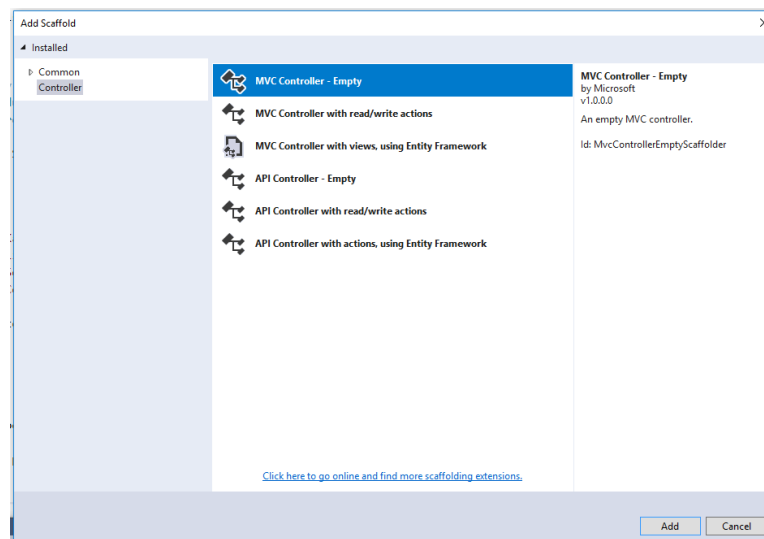 Add Scaffold
Installed
Common
Controller
MVC Controller - Empty
MVC Controller with read/write actions
MVC Controller with views, using Entity Framework
API Controller - Empty
API Controller with read/write actions
API Controller with actions, using Entity Framework
Click here to go online and find more scaffolding extensions.
MVC Controller - Empty
by Microsoft
v1.0.0.0
An empty MVC controller.
Id: MvcControllerEmptyScaffolder
Add
Cancel